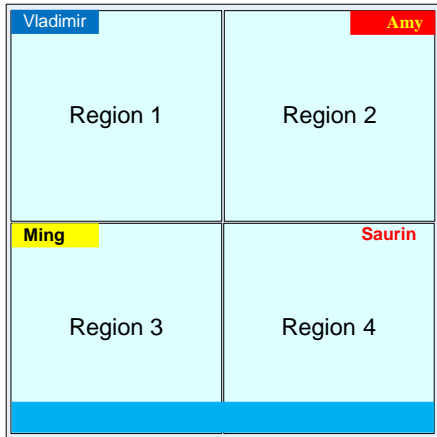 Vladimir
Amy
Region 1
Region 2
Ming
Saurin
Region 3
Region 4